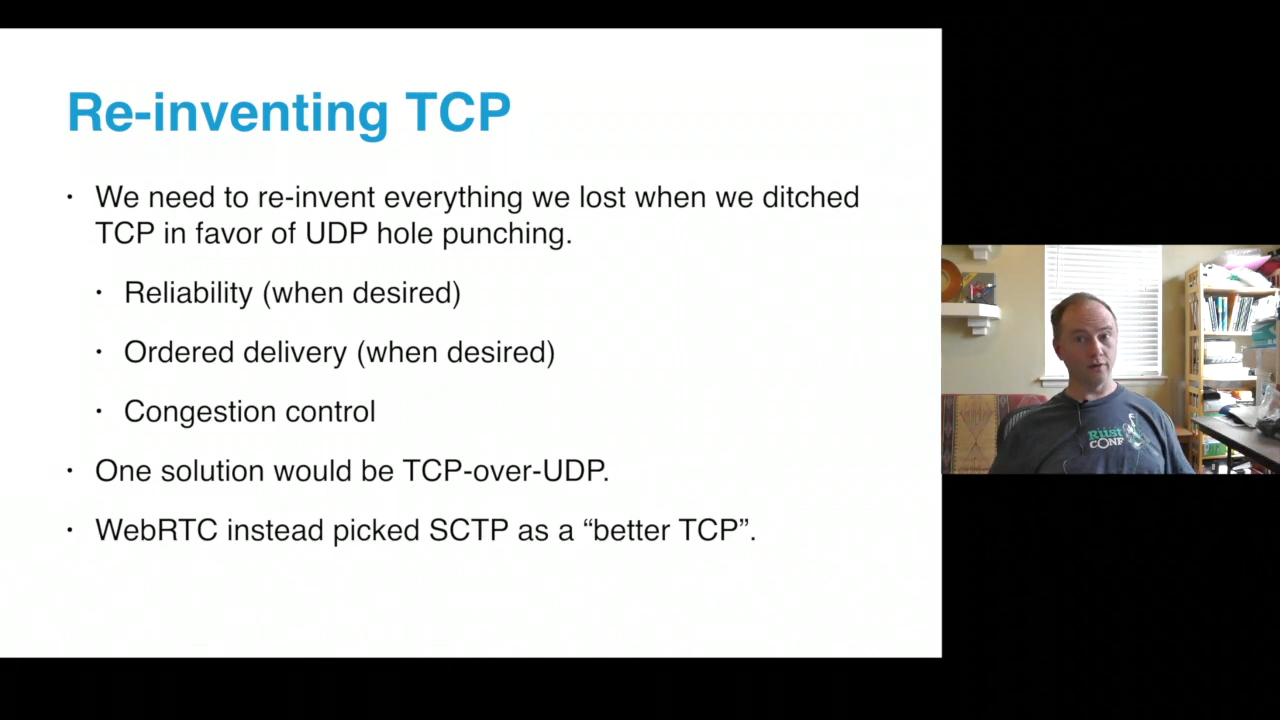 Re-inventing TCP
· We need to re-invent everything we lost when we ditched
TCP in favor of UDP hole punching.
· Reliability (when desired)
· Ordered delivery (when desired)
· Congestion control
· One solution would be TCP-over-UDP.
· WebRTC instead picked SCTP as a “better TCP”.
Rust
CONF